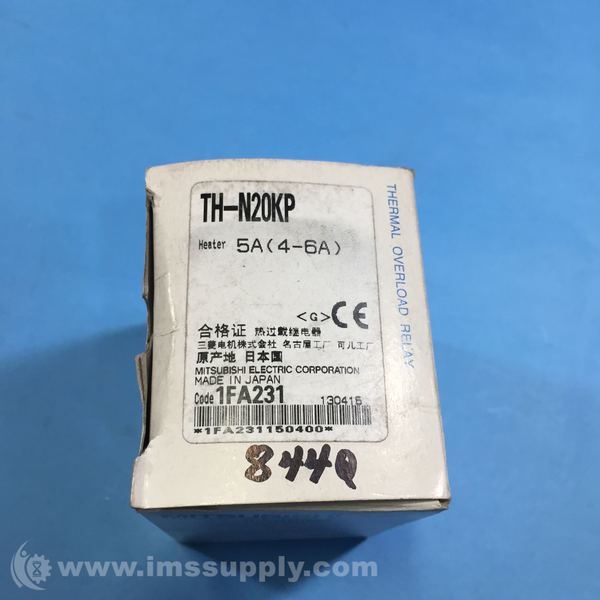 TH-N20KP
Heater 5A(4-6A)
<G> CE
合格证 热过载继电器
三菱电机株式会社 名古屋工厂 可儿工厂
原产地 日本国
MITSUBISHI ELECTRIC CORPORATION
MADE IN JAPAN
Code 1FA231 130415
*1FA231150400*
THERMAL OVERLOAD RELAY
844Q
www.imssupply.com